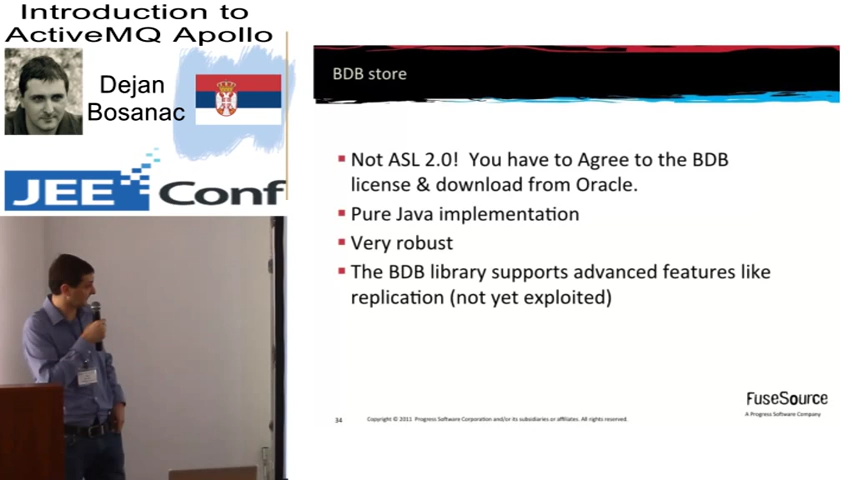 Introduction to
ActiveMQ Apollo
Dejan
Bosanac
JEE Conf
BDB store
Not ASL 2.0! You have to Agree to the BDB
license & download from Oracle.
Pure Java implementation
Very robust
The BDB library supports advanced features like
replication (not yet exploited)
34
Copyright © 2011 Progress Software Corporation and/or its subsidiaries or affiliates. All rights reserved.
FuseSource
A Progress Software Company